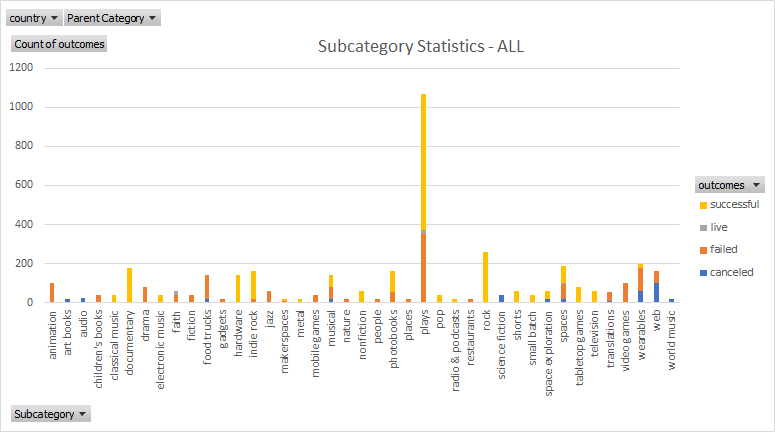 country Parent Category
Count of outcomes
Subcategory Statistics - ALL
1200
1000
800
600
400
200
0
animation
art books
audio
children's books
classical music
documentary
drama
electronic music
faith
fiction
food trucks
gadgets
hardware
indie rock
jazz
makerspaces
metal
mobile games
musical
nature
nonfiction
people
photobooks
places
plays
pop
radio & podcasts
restaurants
rock
science fiction
shorts
small batch
space exploration
spaces
tabletop games
television
translations
video games
wearables
web
world music
outcomes
successful
live
failed
canceled
Subcategory